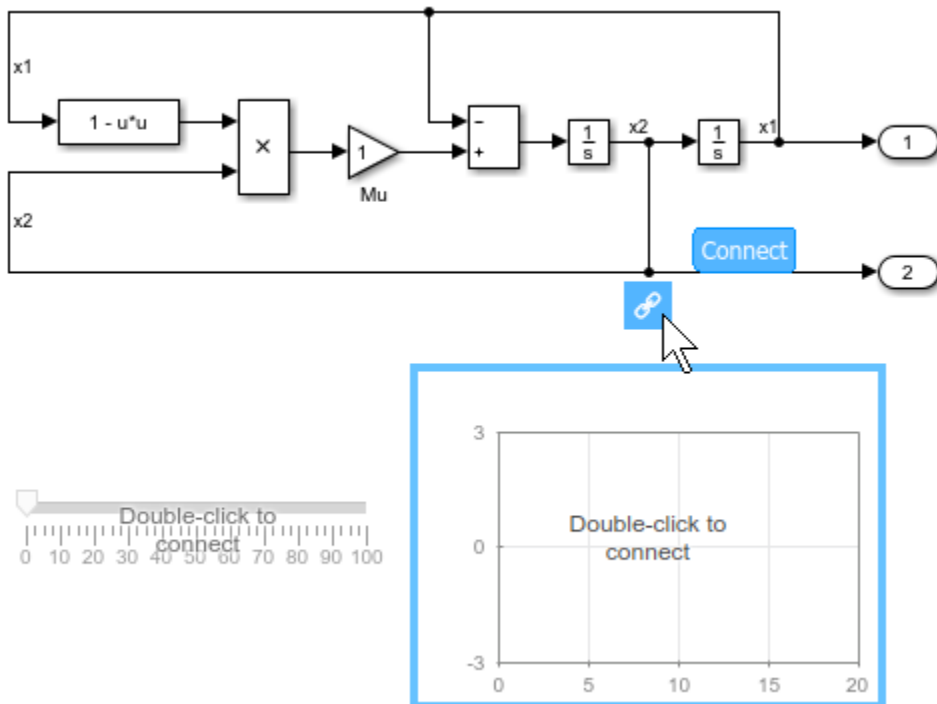 x1
1 - u*u
×
1
Mu
−
+
1
s
x2
1
s
x1
1
x2
Connect
2
Double-click to
connect
0 10 20 30 40 50 60 70 80 90 100
3
0
-3
Double-click to
connect
0 5 10 15 20